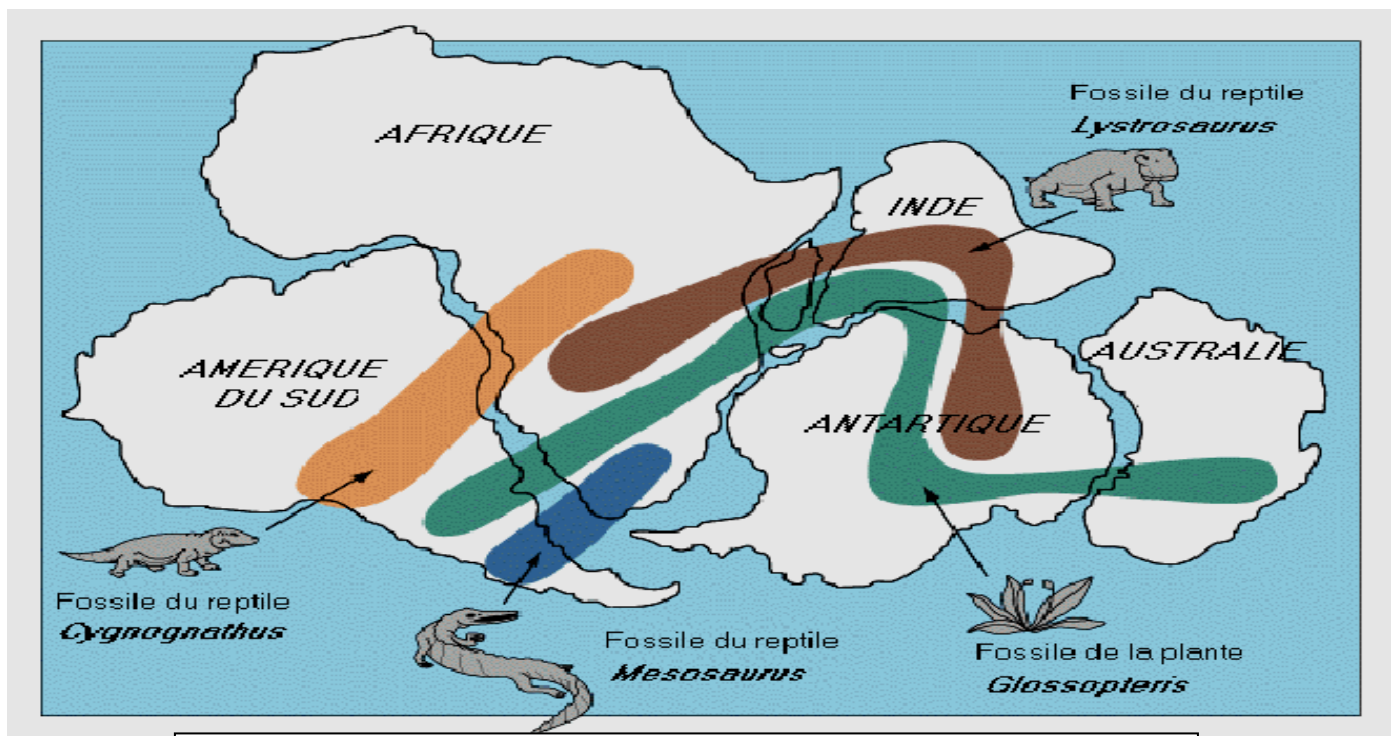 Fossile du reptile
Lystrosaurus
AFRIQUE
INDE
AMERIQUE
DU SUD
AUSTRALIE
ANTARTIQUE
Fossile du reptile
Cygnognathus
Fossile du reptile
Mesosaurus
Fossile de la plante
Glossopteris